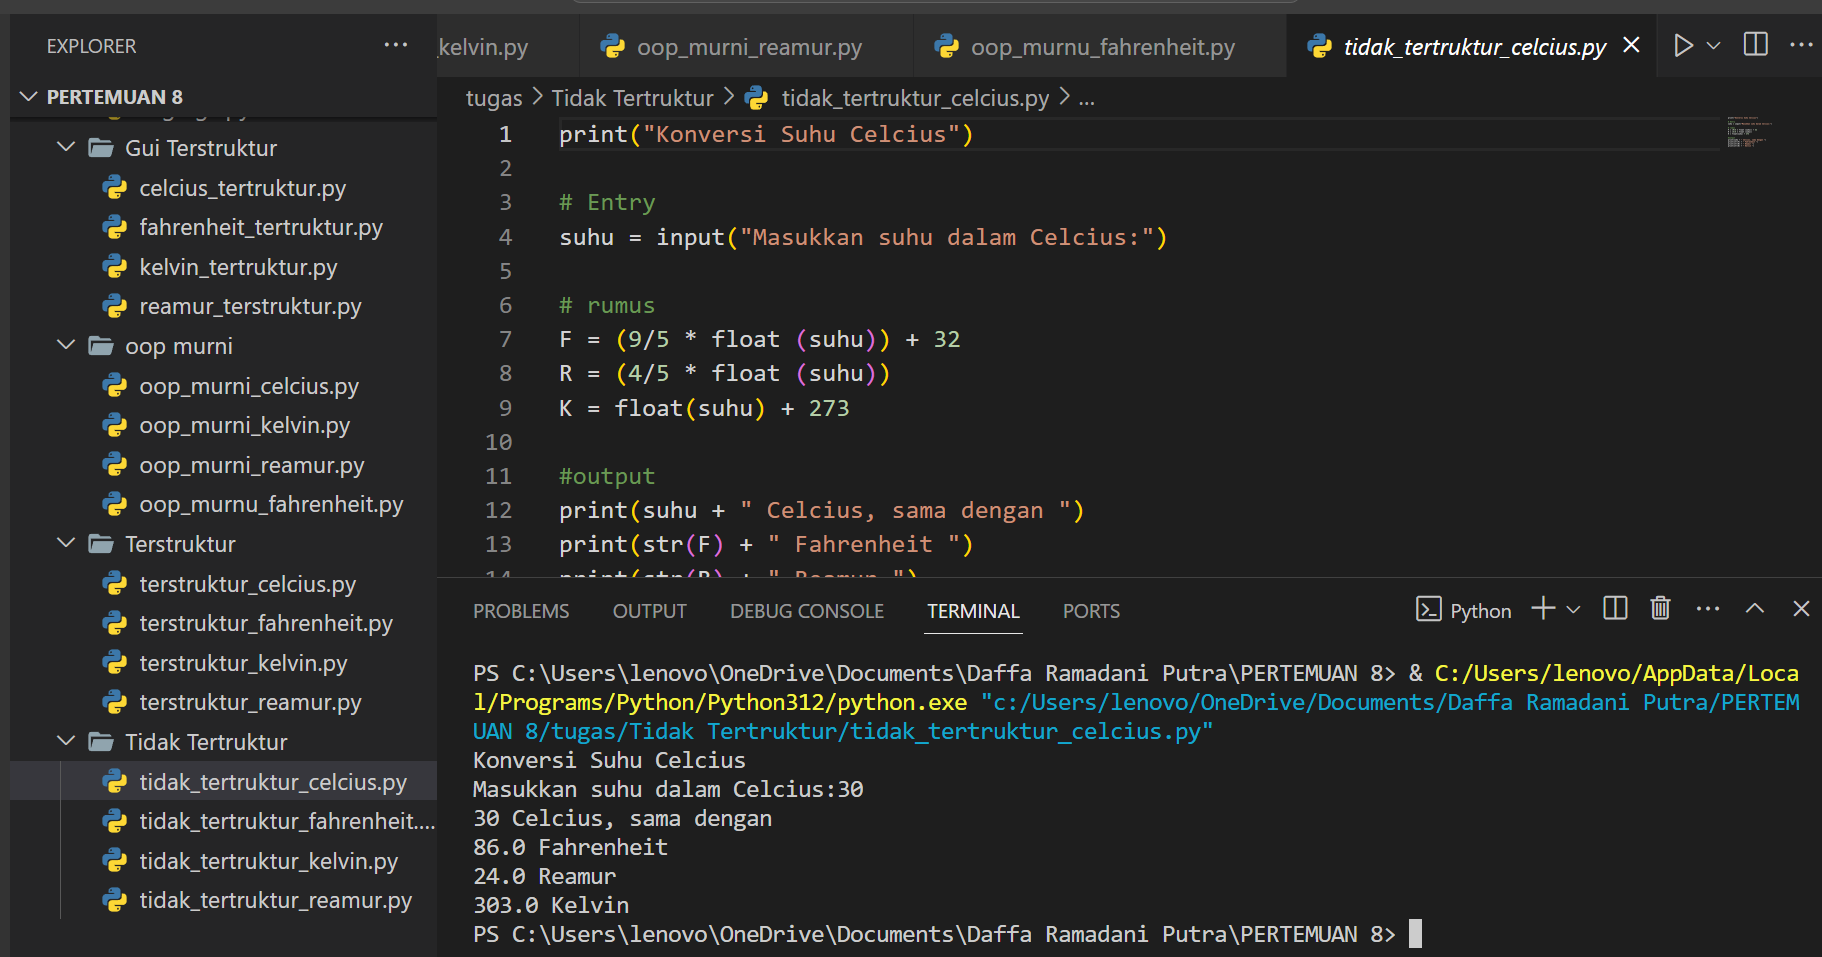 EXPLORER
PERTEMUAN 8
Gui Terstruktur
celcius_tertruktur.py
fahrenheit_tertruktur.py
kelvin_tertruktur.py
reamur_terstruktur.py
oop murni
oop_murni_celcius.py
oop_murni_kelvin.py
oop_murni_reamur.py
oop_murnu_fahrenheit.py
Terstruktur
terstruktur_celcius.py
terstruktur_fahrenheit.py
terstruktur_kelvin.py
terstruktur_reamur.py
Tidak Tertruktur
tidak_tertruktur_celcius.py
tidak_tertruktur_fahrenheit....
tidak_tertruktur_kelvin.py
tidak_tertruktur_reamur.py
kelvin.py oop_murni_reamur.py oop_murnu_fahrenheit.py tidak_tertruktur_celcius.py
tugas > Tidak Tertruktur > tidak_tertruktur_celcius.py > ...
1 print("Konversi Suhu Celcius")
2
3 # Entry
4 suhu = input("Masukkan suhu dalam Celcius:")
5
6 # rumus
7 F = (9/5 * float (suhu)) + 32
8 R = (4/5 * float (suhu))
9 K = float(suhu) + 273
10
11 #output
12 print(suhu + " Celcius, sama dengan ")
13 print(str(F) + " Fahrenheit ")
14 print(str(R) + " Reamur ")
PROBLEMS OUTPUT DEBUG CONSOLE TERMINAL PORTS Python
PS C:\Users\lenovo\OneDrive\Documents\Daffa Ramadani Putra\PERTEMUAN 8> & C:/Users/lenovo/AppData/Loca
l/Programs/Python/Python312/python.exe "c:/Users/lenovo/OneDrive/Documents/Daffa Ramadani Putra/PERTEM
UAN 8/tugas/Tidak Tertruktur/tidak_tertruktur_celcius.py"
Konversi Suhu Celcius
Masukkan suhu dalam Celcius:30
30 Celcius, sama dengan
86.0 Fahrenheit
24.0 Reamur
303.0 Kelvin
PS C:\Users\lenovo\OneDrive\Documents\Daffa Ramadani Putra\PERTEMUAN 8>